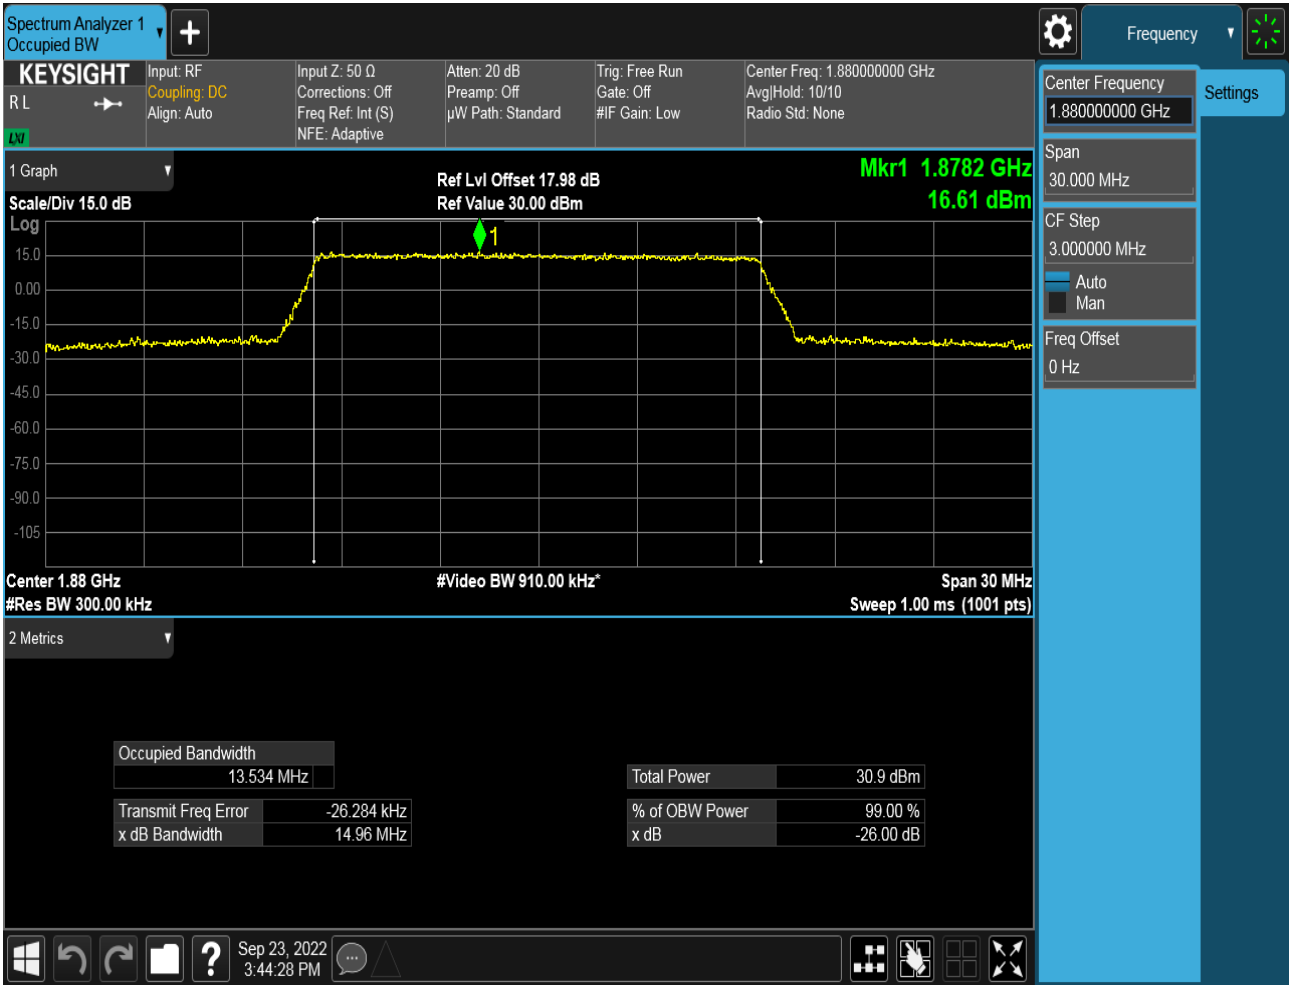 Spectrum Analyzer 1
Occupied BW
Frequency
KEYSIGHT
R L
LXI
Input: RF
Coupling: DC
Align: Auto
Input Z: 50 Ω
Corrections: Off
Freq Ref: Int (S)
NFE: Adaptive
Atten: 20 dB
Preamp: Off
µW Path: Standard
Trig: Free Run
Gate: Off
#IF Gain: Low
Center Freq: 1.880000000 GHz
Avg|Hold: 10/10
Radio Std: None
Center Frequency
1.880000000 GHz
Settings
Span
30.000 MHz
CF Step
3.000000 MHz
Auto
Man
Freq Offset
0 Hz
1 Graph
Scale/Div 15.0 dB
Ref Lvl Offset 17.98 dB
Ref Value 30.00 dBm
Mkr1 1.8782 GHz
16.61 dBm
Log
1
15.0
0.00
-15.0
-30.0
-45.0
-60.0
-75.0
-90.0
-105
Center 1.88 GHz
#Res BW 300.00 kHz
#Video BW 910.00 kHz*
Span 30 MHz
Sweep 1.00 ms (1001 pts)
2 Metrics
Occupied Bandwidth
13.534 MHz
Transmit Freq Error -26.284 kHz
x dB Bandwidth 14.96 MHz
Total Power 30.9 dBm
% of OBW Power 99.00 %
x dB -26.00 dB
?
Sep 23, 2022
3:44:28 PM